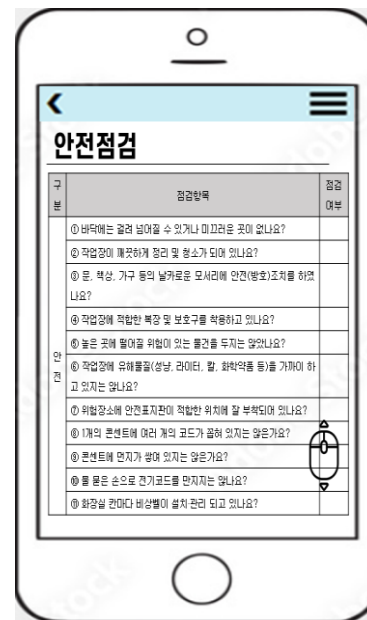 안전점검
구
분
점검항목
점검
여부
안
전
① 바닥에는 걸려 넘어질 수 있거나 미끄러운 곳이 없나요?
② 작업장이 깨끗하게 정리 및 청소가 되어 있나요?
③ 문, 책상, 가구 등의 날카로운 모서리에 안전(방호)조치를 하였
나요?
④ 작업장에 적합한 복장 및 보호구를 착용하고 있나요?
⑤ 높은 곳에 떨어질 위험이 있는 물건을 두지는 않았나요?
⑥ 작업장에 유해물질(성냥, 라이터, 칼, 화학약품 등)을 가까이 하
고 있지는 않나요?
⑦ 위험장소에 안전표지판이 적합한 위치에 잘 부착되어 있나요?
⑧ 1개의 콘센트에 여러 개의 코드가 꼽혀 있지는 않은가요?
⑨ 콘센트에 먼지가 쌓여 있지는 않은가요?
⑩ 물 묻은 손으로 전기코드를 만지지는 않나요?
⑪ 화장실 칸마다 비상벨이 설치 관리 되고 있나요?